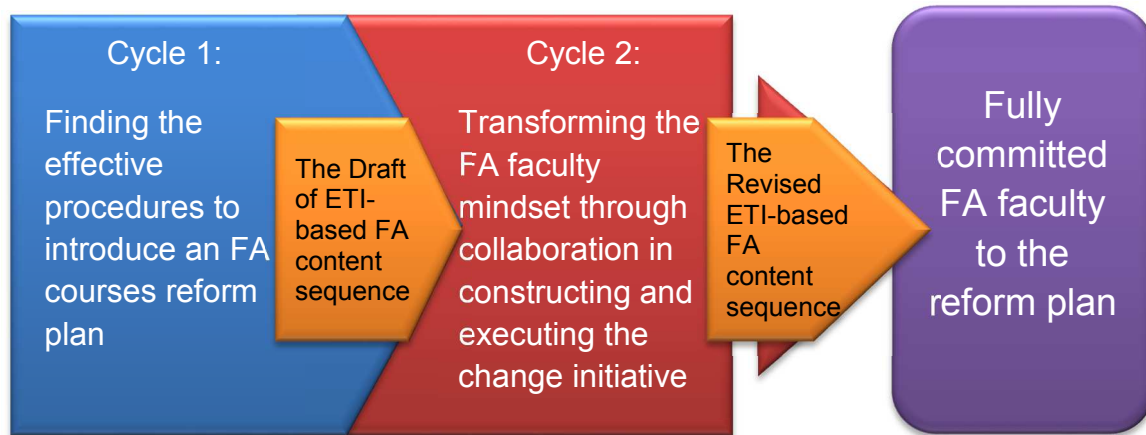 Cycle 1:
Finding the
effective
procedures to
introduce an FA
courses reform
plan
The Draft
of ETI-
based FA
content
sequence
Cycle 2:
Transforming the
FA faculty
mindset through
collaboration in
constructing and
executing the
change initiative
The
Revised
ETI-based
FA
content
sequence
Fully
committed
FA faculty
to the
reform plan